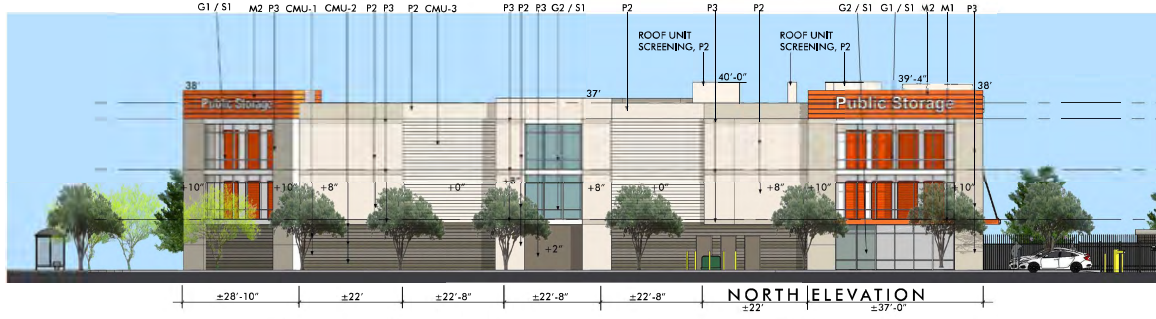 G1 / S1 M2 P3 CMU-1 CMU-2 P2 P3 P2 CMU-3 P3 P2 P3 G2 / S1 P2 P3 P2 G2 / S1 G1 / S1 M2 M1 P3
ROOF UNIT
SCREENING, P2
ROOF UNIT
SCREENING, P2
38' 37' 40'-0" 39'-4" 38'
Public Storage Public Storage
+10" +10" +8" +0" +8" +8" +0" +8" +10" +10"
+2"
NORTH ELEVATION
±28'-10" ±22' ±22'-8" ±22'-8" ±22'-8" ±22' ±37'-0"